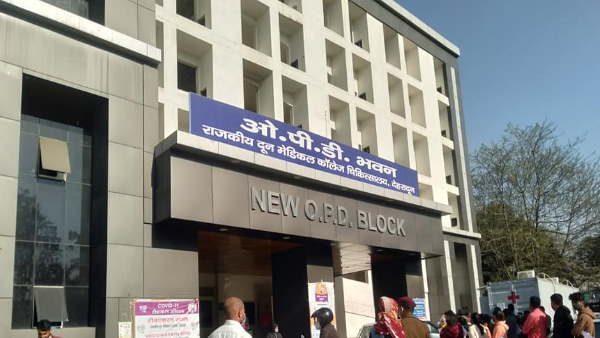 ओ.पी.डी. भवन
राजकीय दून मेडिकल कॉलेज चिकित्सालय, देहरादून
NEW O.P.D. BLOCK